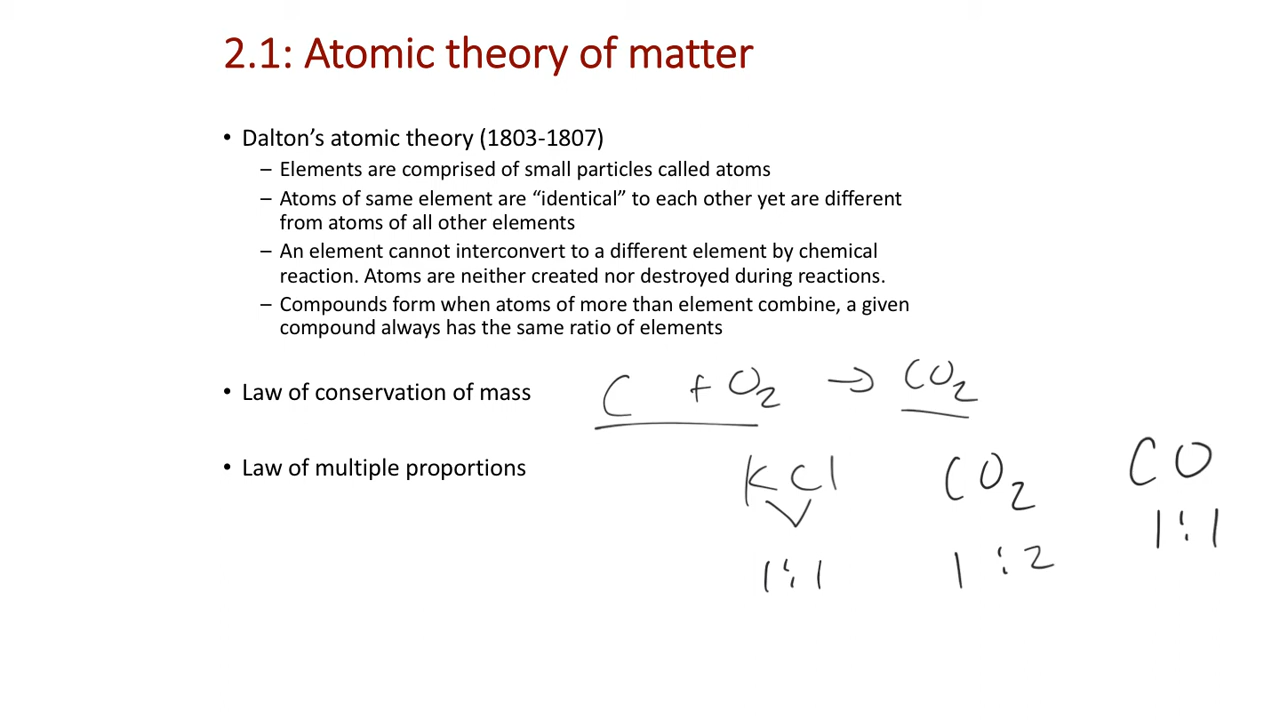 2.1: Atomic theory of matter
• Dalton’s atomic theory (1803-1807)
– Elements are comprised of small particles called atoms
– Atoms of same element are “identical” to each other yet are different
from atoms of all other elements
– An element cannot interconvert to a different element by chemical
reaction. Atoms are neither created nor destroyed during reactions.
– Compounds form when atoms of more than element combine, a given
compound always has the same ratio of elements
• Law of conservation of mass C + O2 → CO2
• Law of multiple proportions KCl CO2 CO
1:1 1:2 1:1